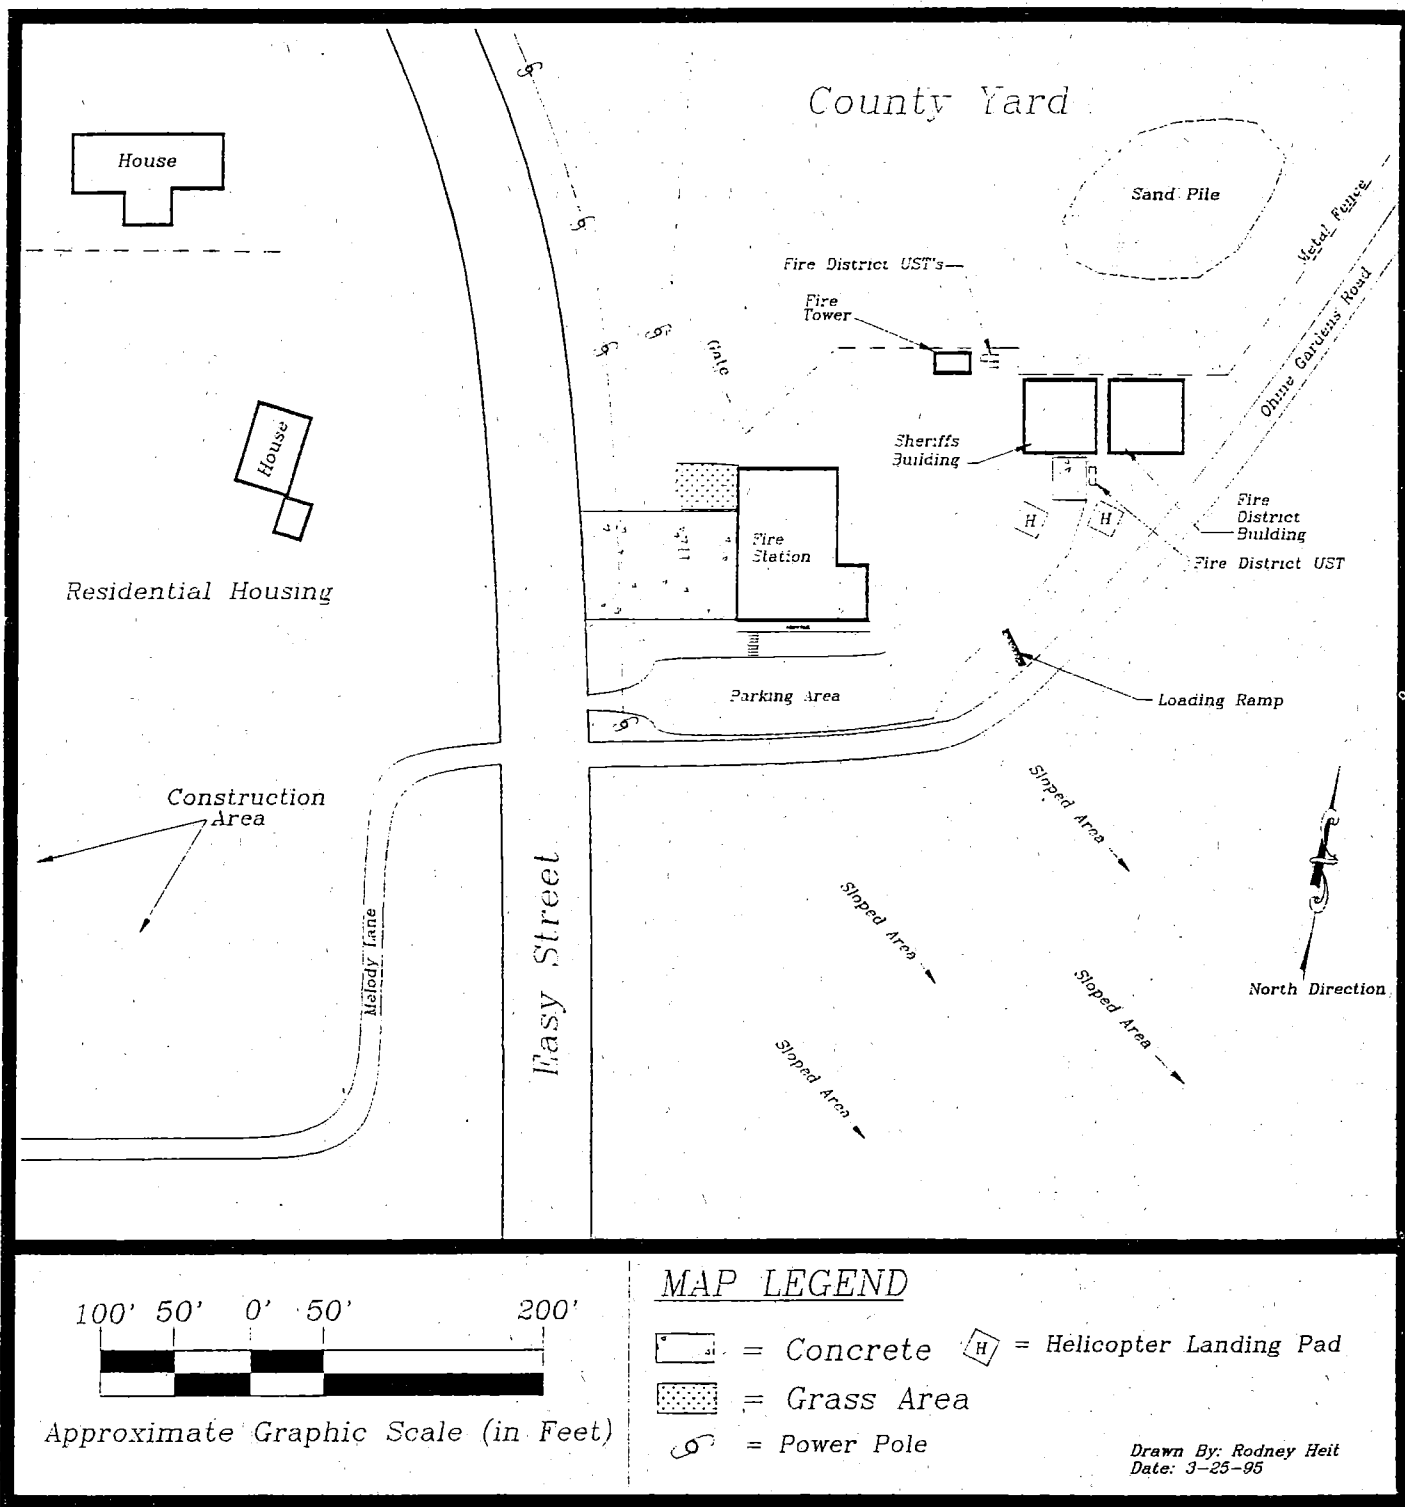 County Yard
House
Sand Pile
Metal Fence
Fire District UST's
Fire
Tower
Ohme Gardens Road
Gate
House
Sheriffs
Building
Fire
District
Building
H
H
Fire
Station
Fire District UST
Residential Housing
Parking Area
Loading Ramp
Construction
Area
Sloped Area
Sloped Area
Melody Lane
Easy Street
Sloped Area
North Direction
Sloped Area
100' 50' 0' 50' 200'
Approximate Graphic Scale (in Feet)
MAP LEGEND
= Concrete
H = Helicopter Landing Pad
= Grass Area
= Power Pole
Drawn By: Rodney Heit
Date: 3-25-95